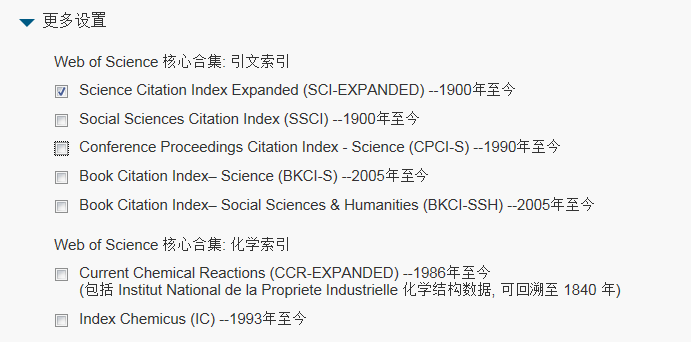 更多设置
Web of Science 核心合集: 引文索引
Science Citation Index Expanded (SCI-EXPANDED) --1900年至今
Social Sciences Citation Index (SSCI) --1900年至今
Conference Proceedings Citation Index - Science (CPCI-S) --1990年至今
Book Citation Index– Science (BKCI-S) --2005年至今
Book Citation Index– Social Sciences & Humanities (BKCI-SSH) --2005年至今
Web of Science 核心合集: 化学索引
Current Chemical Reactions (CCR-EXPANDED) --1986年至今
(包括 Institut National de la Propriete Industrielle 化学结构数据, 可回溯至 1840 年)
Index Chemicus (IC) --1993年至今